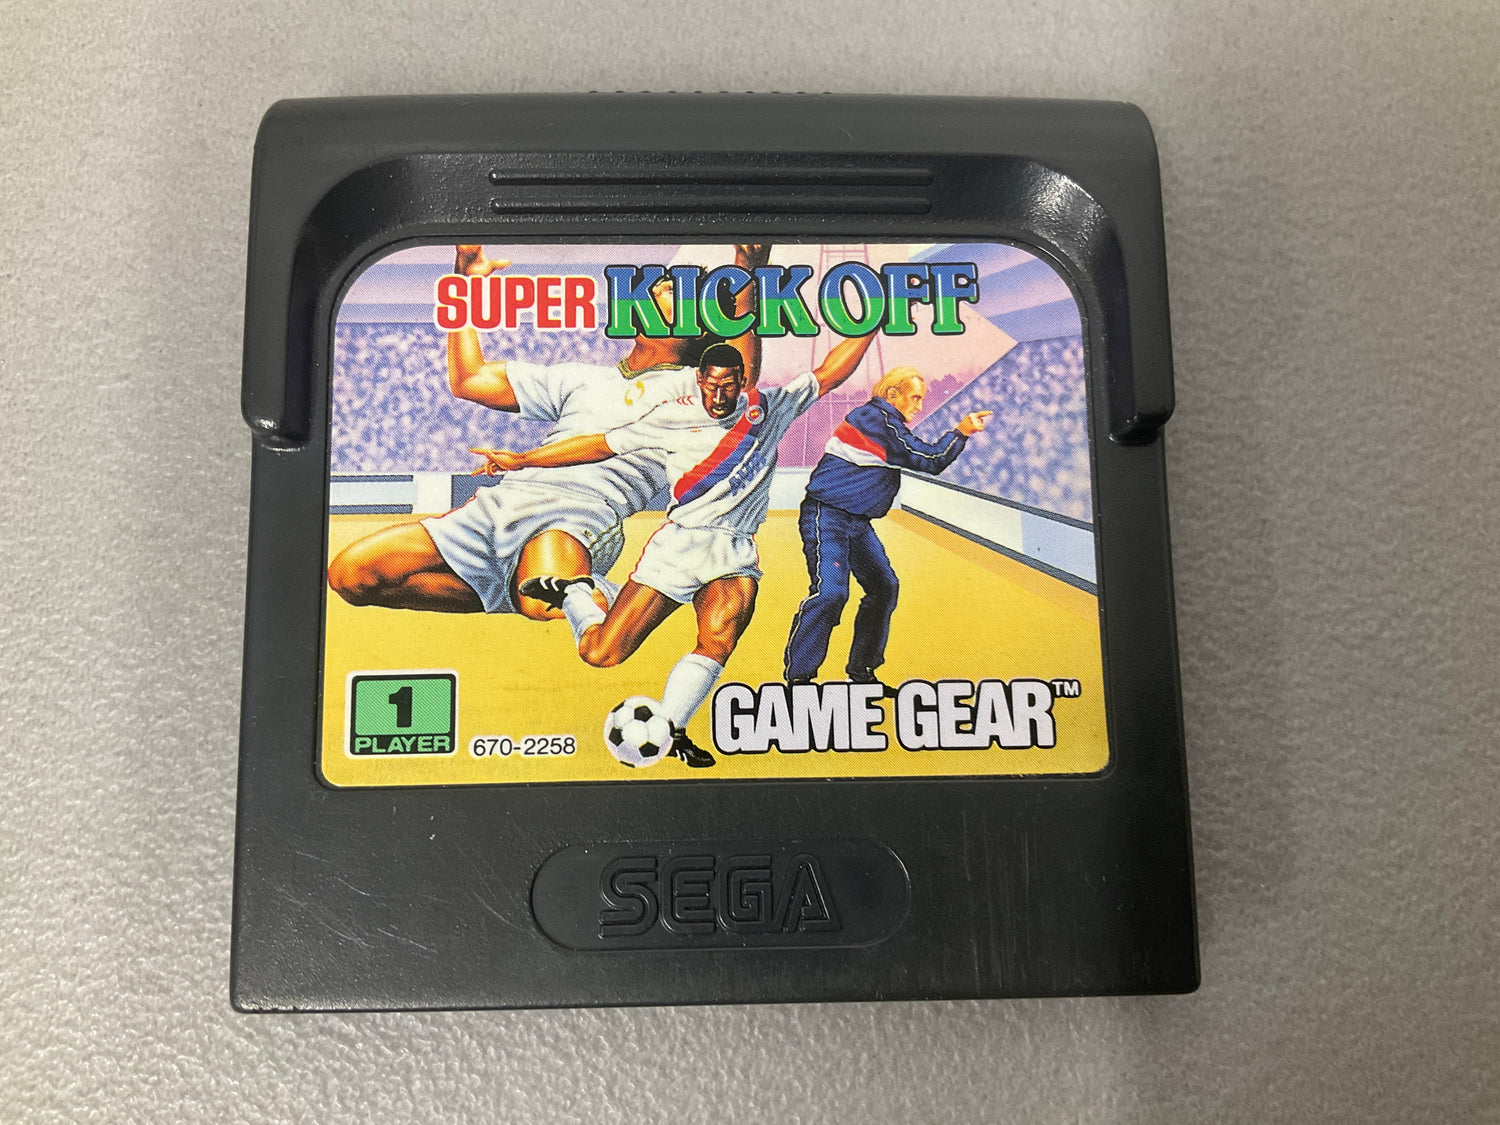 SUPER KICK OFF
1
PLAYER
670-2258
GAME GEAR™
SEGA